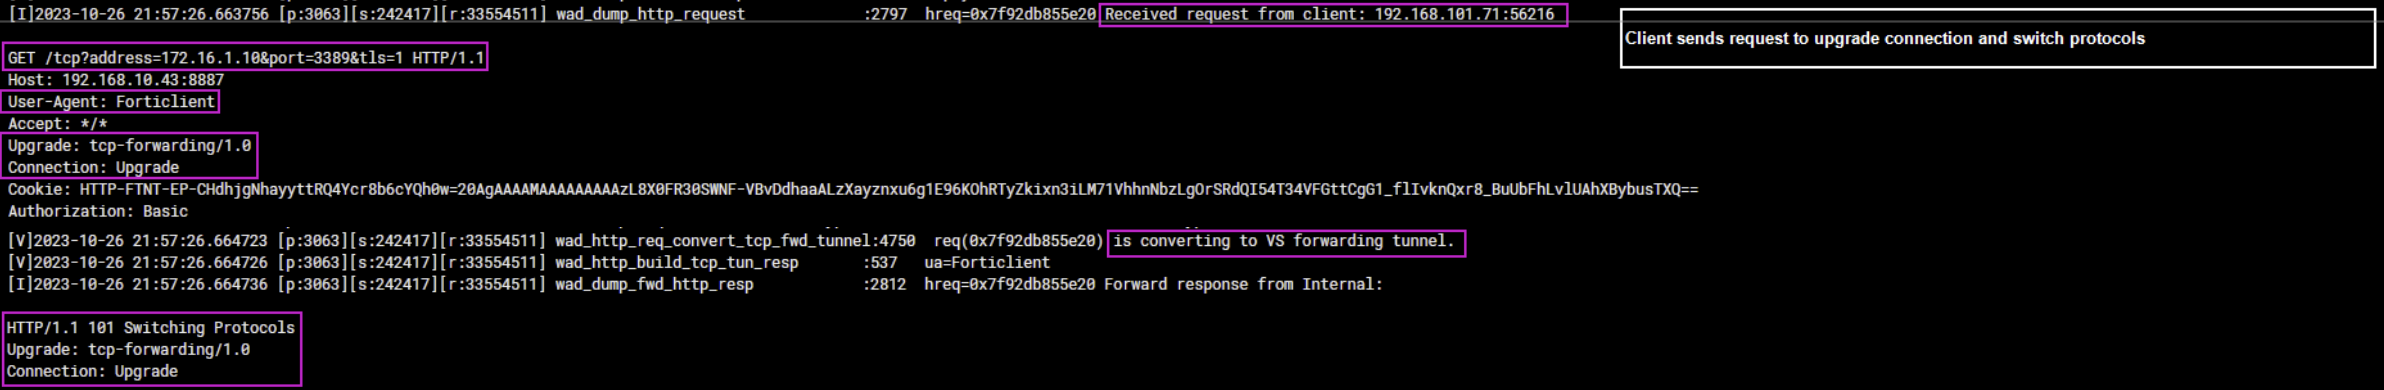 [I]2023-10-26 21:57:26.663756 [p:3063][s:242417][r:33554511] wad_dump_http_request :2797 hreq=0x7f92db855e20 Received request from client: 192.168.101.71:56216
Client sends request to upgrade connection and switch protocols
GET /tcp?address=172.16.1.10&port=3389&tls=1 HTTP/1.1
Host: 192.168.10.43:8887
User-Agent: Forticlient
Accept: */*
Upgrade: tcp-forwarding/1.0
Connection: Upgrade
Cookie: HTTP-FTNT-EP-CHdhjgNhayyttRQ4Ycr8b6cYQh0w=20AgAAAAMAAAAAAAAAzL8X0FR30SWNF-VBvDdhaaALzXayznxu6g1E96KOhRTyZkixn3iLM71VhhnNbzLgOrSRdQI54T34VFGttCgG1_flIvknQxr8_BuUbFhLvlUAhXBybusTXQ==
Authorization: Basic
[V]2023-10-26 21:57:26.664723 [p:3063][s:242417][r:33554511] wad_http_req_convert_tcp_fwd_tunnel:4750 req(0x7f92db855e20) is converting to VS forwarding tunnel.
[V]2023-10-26 21:57:26.664726 [p:3063][s:242417][r:33554511] wad_http_build_tcp_tun_resp :537 ua=Forticlient
[I]2023-10-26 21:57:26.664736 [p:3063][s:242417][r:33554511] wad_dump_fwd_http_resp :2812 hreq=0x7f92db855e20 Forward response from Internal:
HTTP/1.1 101 Switching Protocols
Upgrade: tcp-forwarding/1.0
Connection: Upgrade